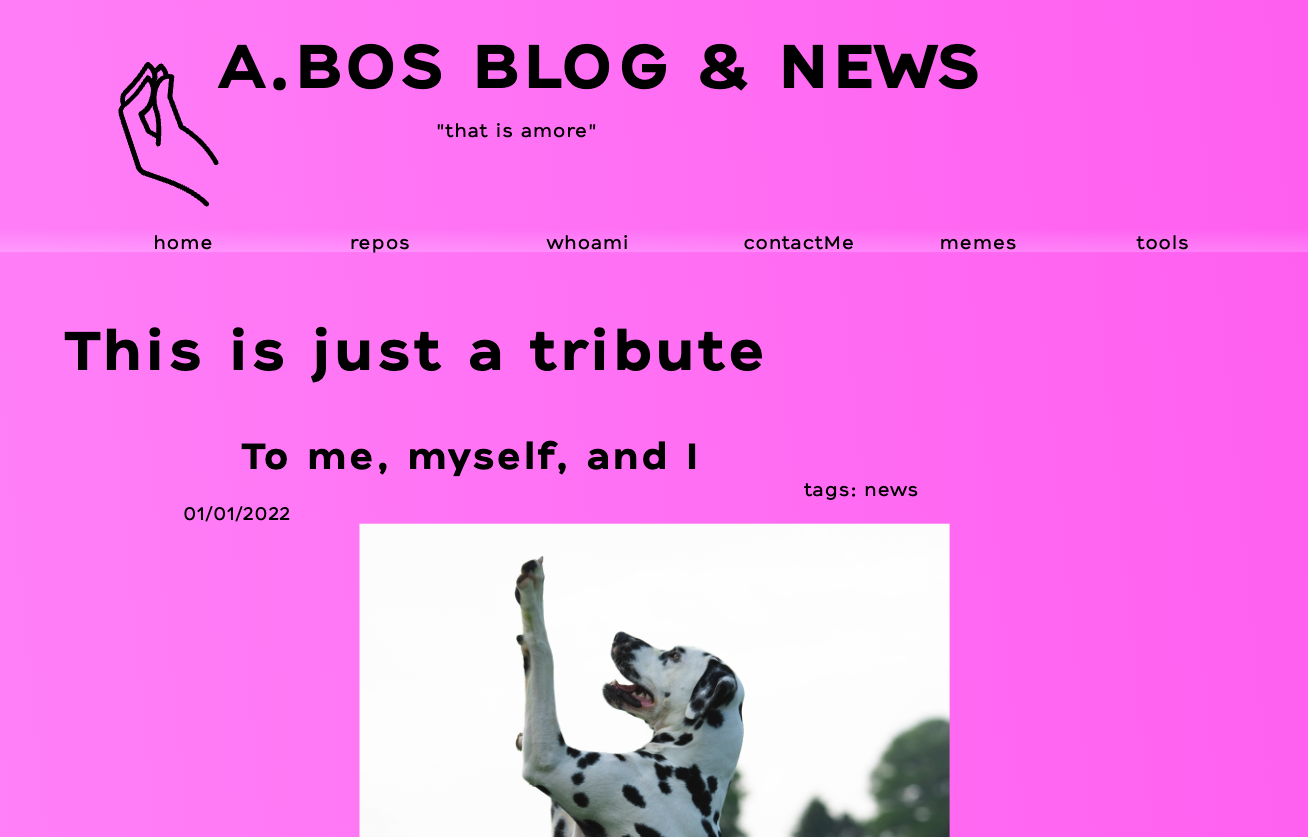 A.BOS BLOG & NEWS
"that is amore"
home repos whoami contactMe memes tools
This is just a tribute
To me, myself, and I
tags: news
01/01/2022